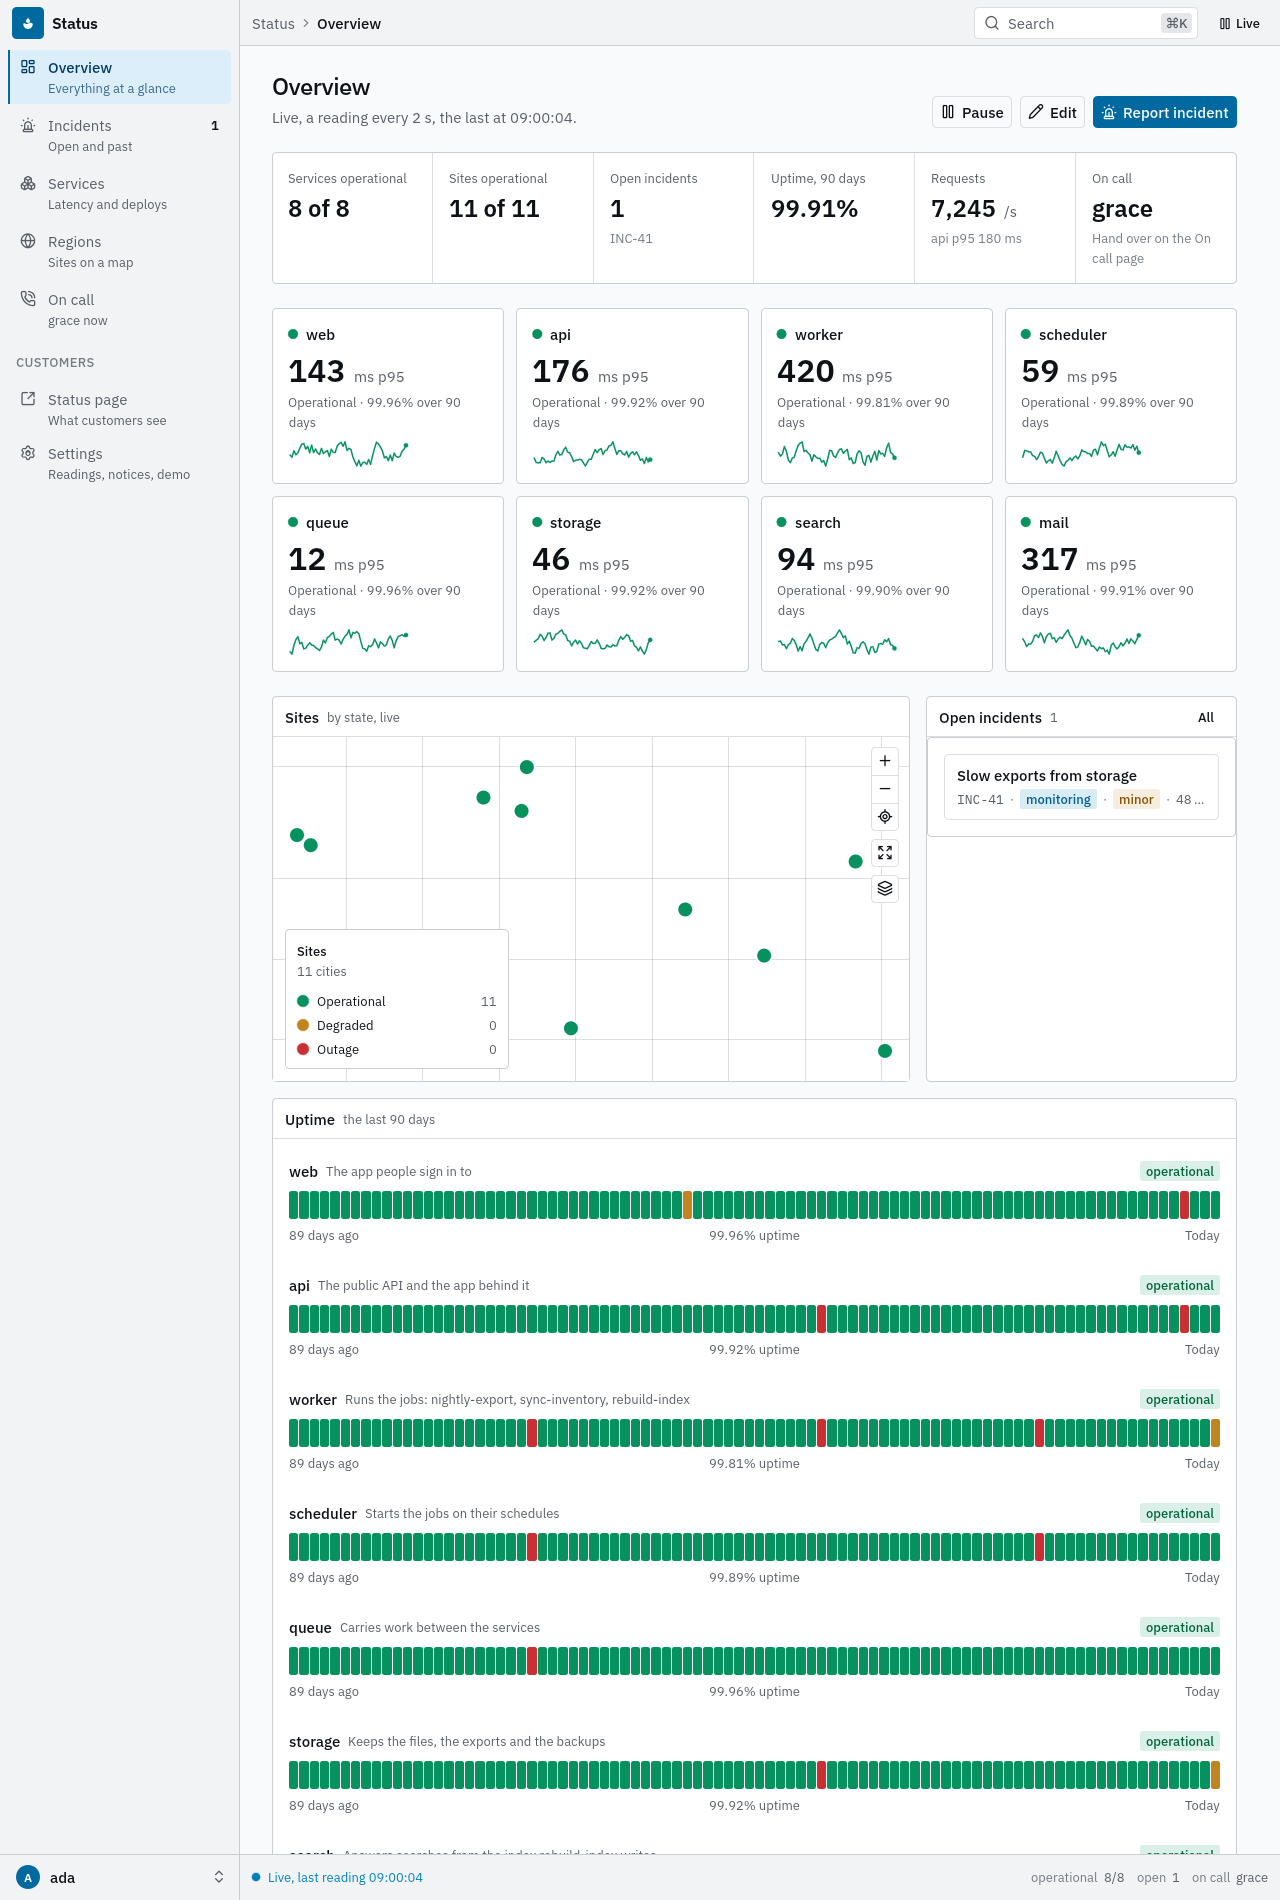 Status
Overview
Everything at a glance
Incidents 1
Open and past
Services
Latency and deploys
Regions
Sites on a map
On call
grace now
CUSTOMERS
Status page
What customers see
Settings
Readings, notices, demo
ada
Status > Overview
Search ⌘K
Live
Overview
Live, a reading every 2 s, the last at 09:00:04.
Pause
Edit
Report incident
Services operational
8 of 8
Sites operational
11 of 11
Open incidents
1
INC-41
Uptime, 90 days
99.91%
Requests
7,245 /s
api p95 180 ms
On call
grace
Hand over on the On
call page
web
143 ms p95
Operational · 99.96% over 90
days
api
176 ms p95
Operational · 99.92% over 90
days
worker
420 ms p95
Operational · 99.81% over 90
days
scheduler
59 ms p95
Operational · 99.89% over 90
days
queue
12 ms p95
Operational · 99.96% over 90
days
storage
46 ms p95
Operational · 99.92% over 90
days
search
94 ms p95
Operational · 99.90% over 90
days
mail
317 ms p95
Operational · 99.91% over 90
days
Sites by state, live
Sites
11 cities
Operational 11
Degraded 0
Outage 0
Open incidents 1 All
Slow exports from storage
INC-41 · monitoring · minor · 48…
Uptime the last 90 days
web The app people sign in to operational
89 days ago 99.96% uptime Today
api The public API and the app behind it operational
89 days ago 99.92% uptime Today
worker Runs the jobs: nightly-export, sync-inventory, rebuild-index operational
89 days ago 99.81% uptime Today
scheduler Starts the jobs on their schedules operational
89 days ago 99.89% uptime Today
queue Carries work between the services operational
89 days ago 99.96% uptime Today
storage Keeps the files, the exports and the backups operational
89 days ago 99.92% uptime Today
search Answers searches from the index rebuild-index writes operational
Live, last reading 09:00:04
operational 8/8 open 1 on call grace